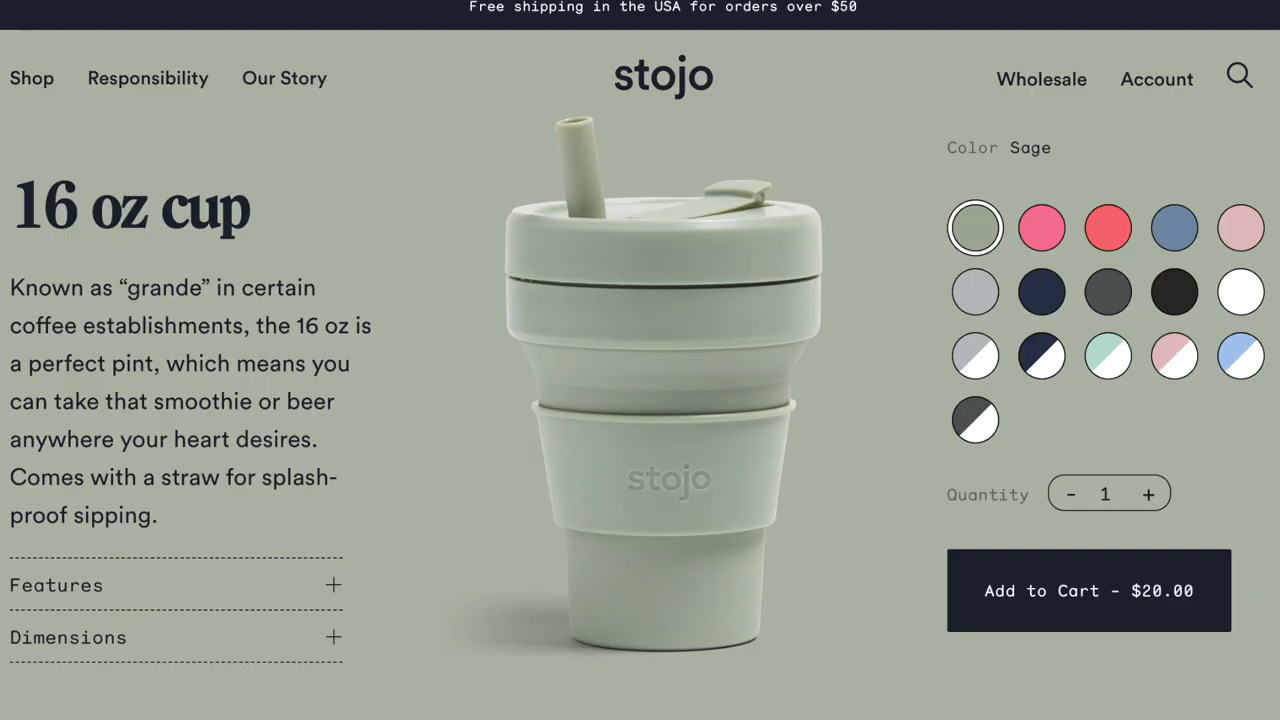 Free shipping in the USA for orders over $50
Shop Responsibility Our Story
stojo
Wholesale Account
16 oz cup
Known as “grande” in certain
coffee establishments, the 16 oz is
a perfect pint, which means you
can take that smoothie or beer
anywhere your heart desires.
Comes with a straw for splash-
proof sipping.
Features +
Dimensions +
stojo
Color Sage
Quantity - 1 +
Add to Cart - $20.00